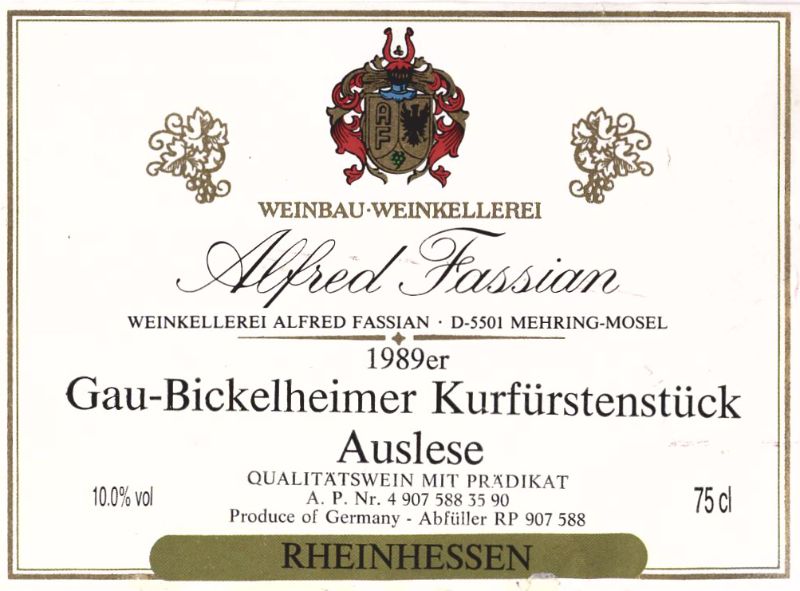 AF
WEINBAU·WEINKELLEREI
Alfred Fassian
WEINKELLEREI ALFRED FASSIAN · D-5501 MEHRING-MOSEL
1989er
Gau-Bickelheimer Kurfürstenstück
Auslese
QUALITÄTSWEIN MIT PRÄDIKAT
10.0% vol
A. P. Nr. 4 907 588 35 90
75 cl
Produce of Germany - Abfüller RP 907 588
RHEINHESSEN